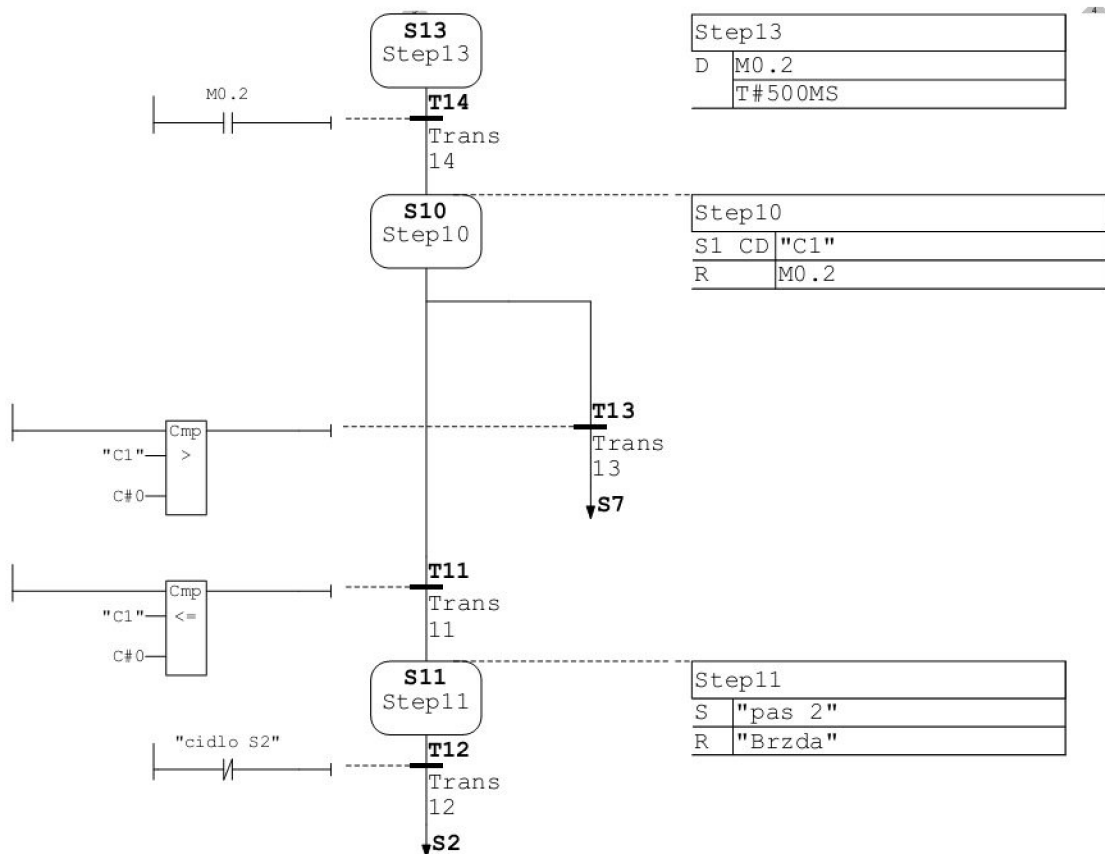 4
S13
Step13
Step13
D M0.2
T#500MS
M0.2
T14
Trans
14
S10
Step10
Step10
S1 CD "C1"
R M0.2
T13
Trans
13
Cmp
"C1" >
C#0
S7
T11
Trans
11
Cmp
"C1" <=
C#0
S11
Step11
Step11
S "pas 2"
R "Brzda"
"cidlo S2"
T12
Trans
12
S2